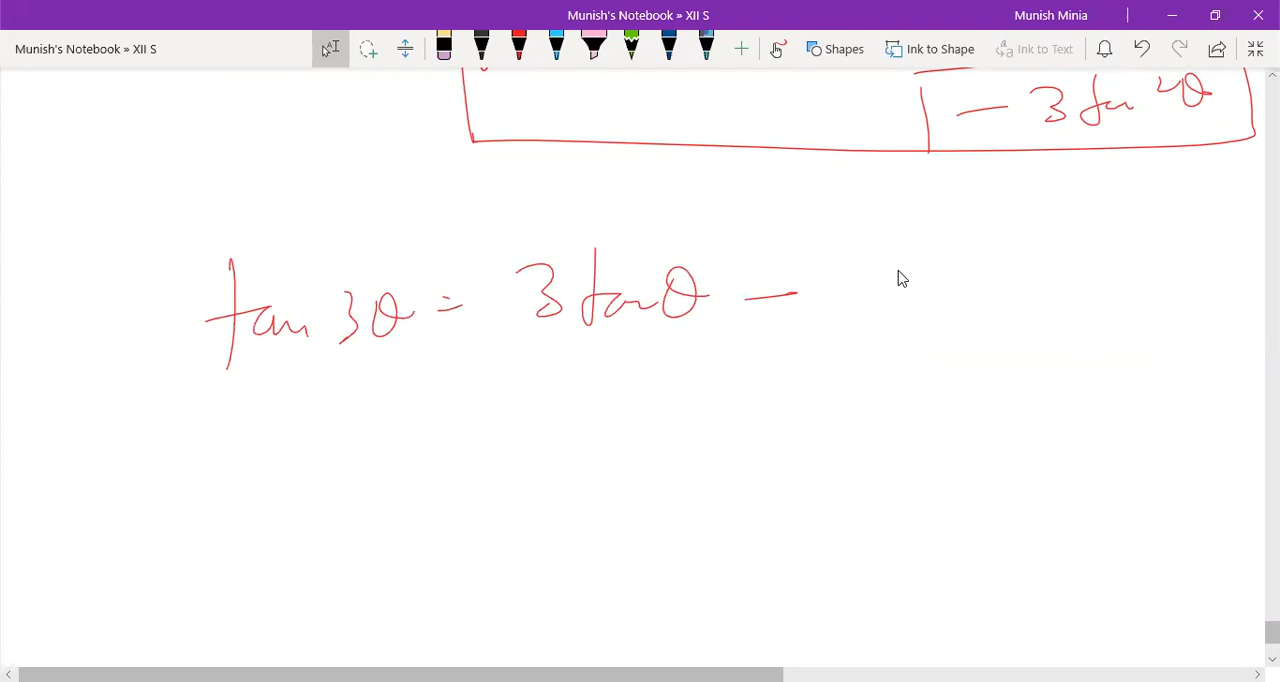 Munish's Notebook » XII S
Munish Minia
Munish's Notebook » XII S
Shapes
Ink to Shape
Ink to Text
- 3 tan²θ
tan 3θ = 3 tanθ -